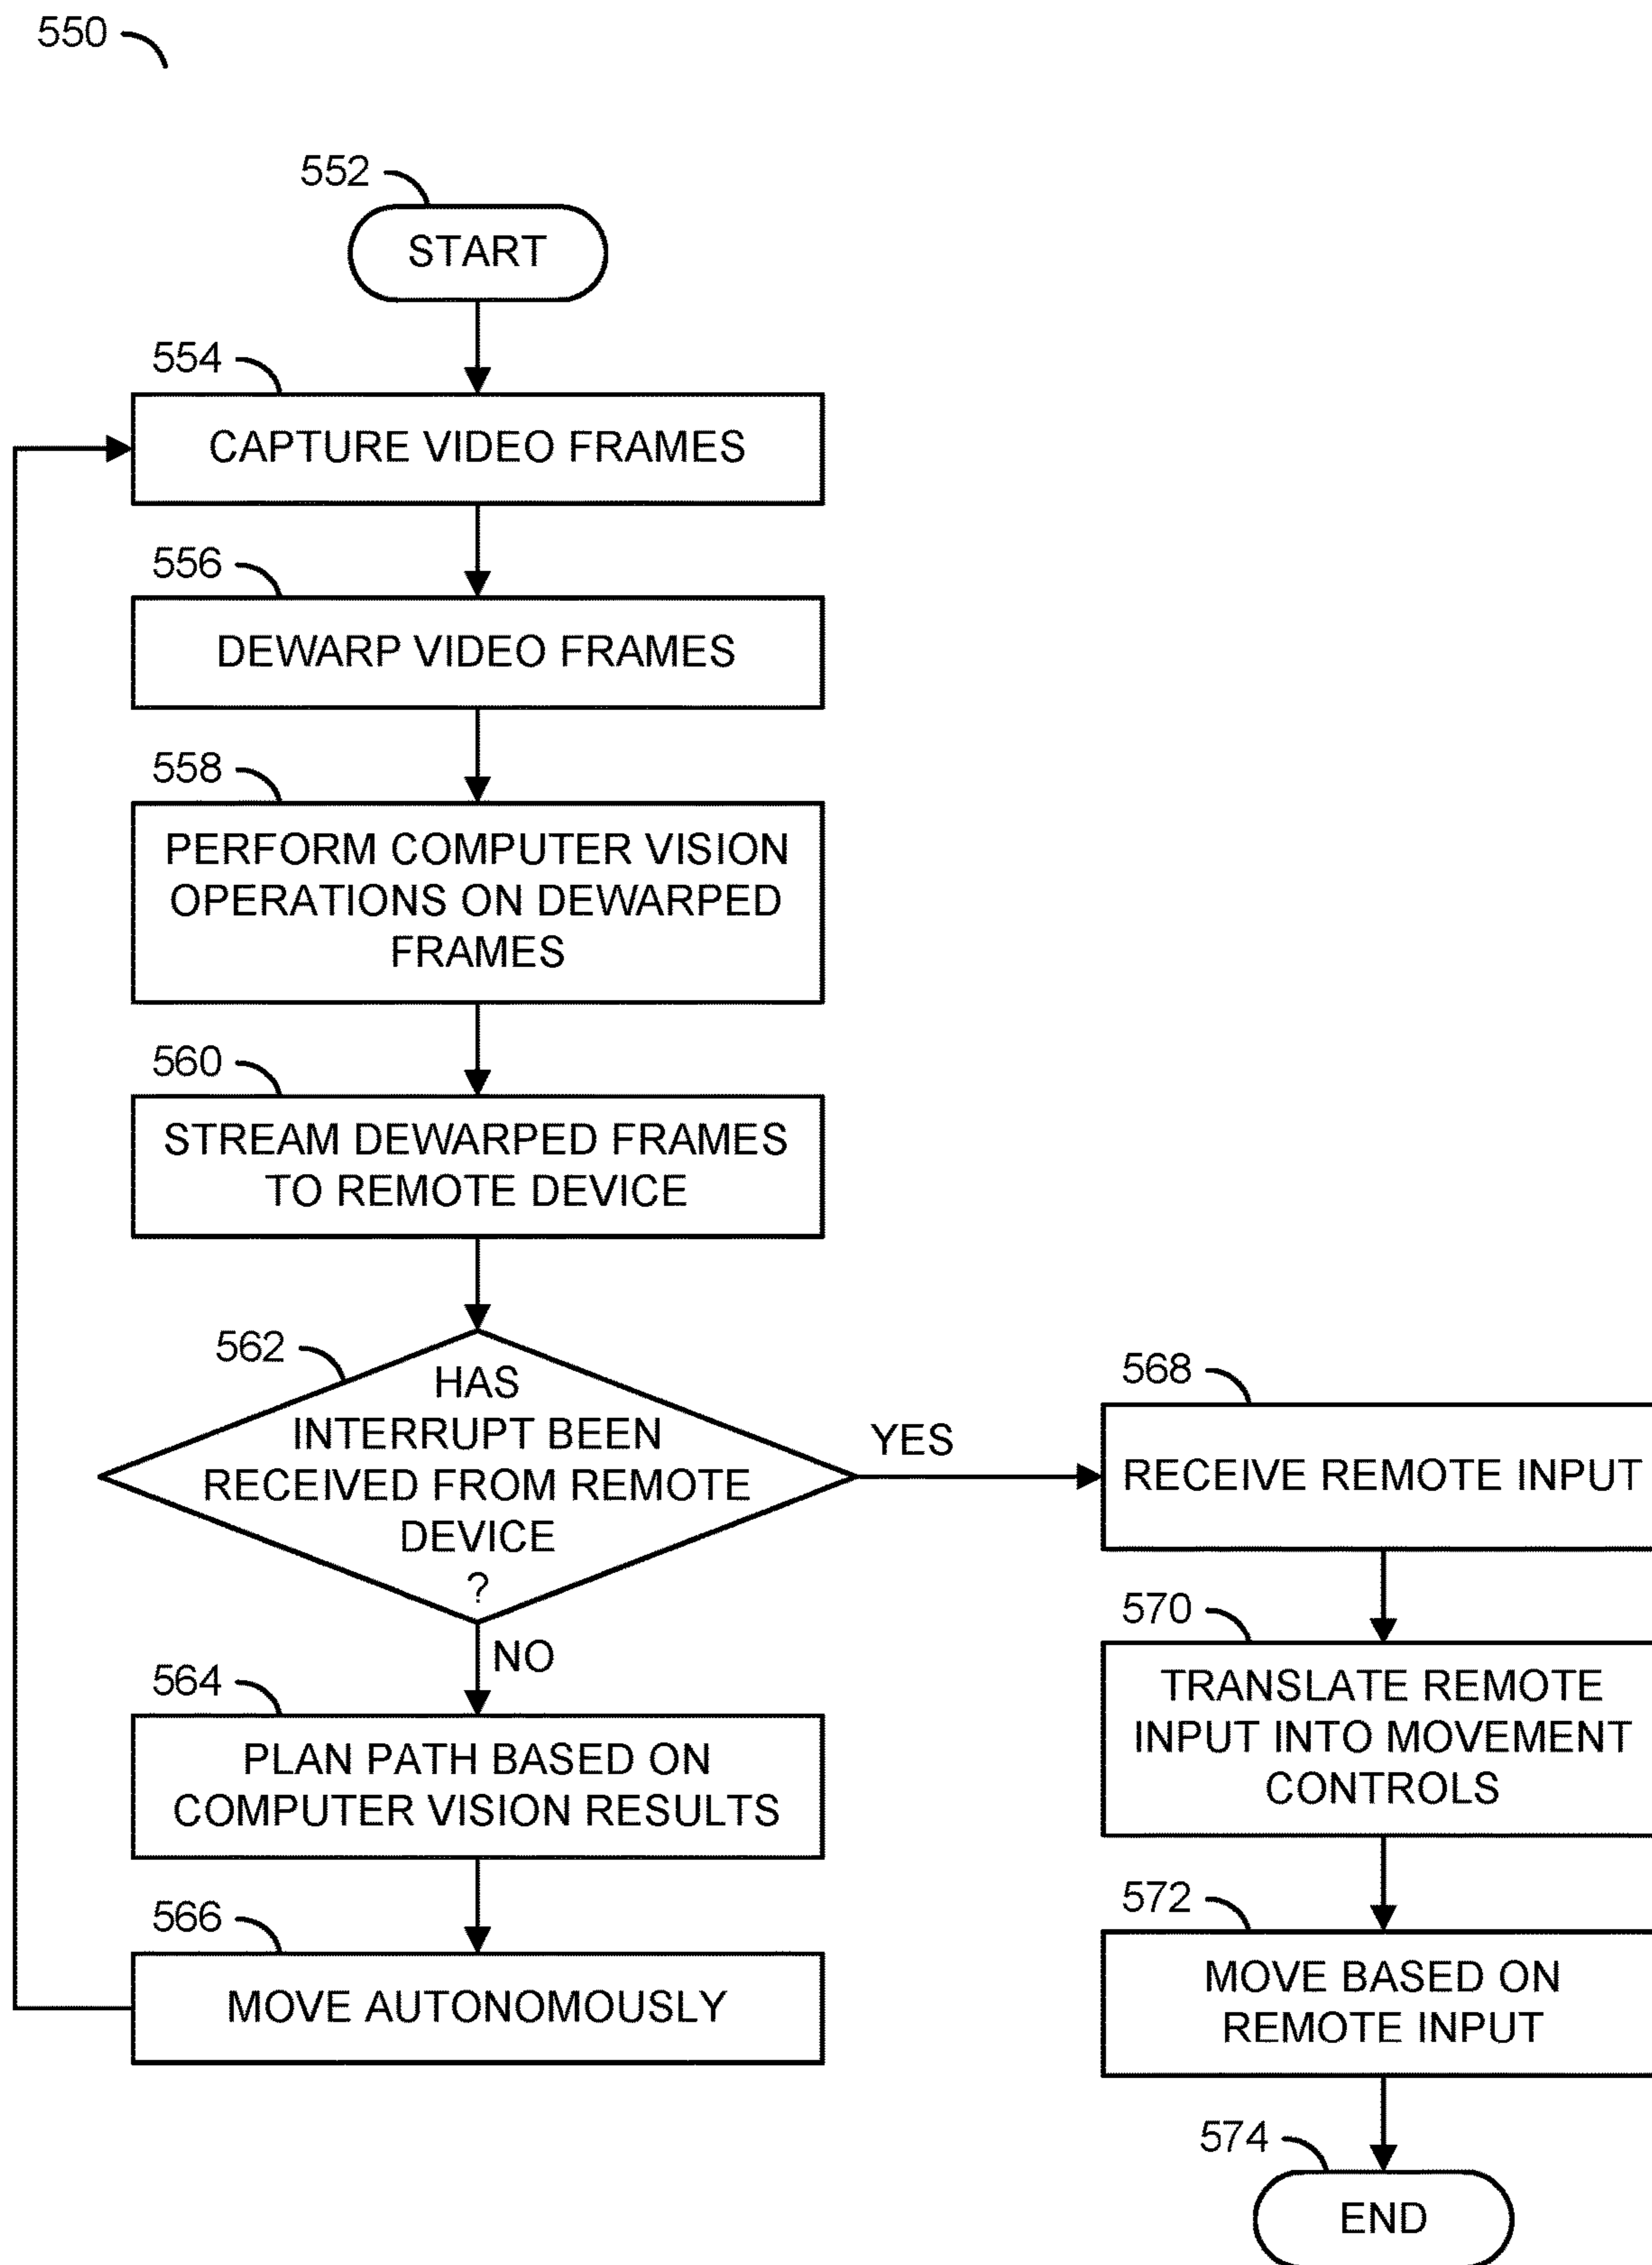 550
552
START
554
CAPTURE VIDEO FRAMES
556
DEWARP VIDEO FRAMES
558
PERFORM COMPUTER VISION
OPERATIONS ON DEWARPED
FRAMES
560
STREAM DEWARPED FRAMES
TO REMOTE DEVICE
562
HAS
INTERRUPT BEEN
RECEIVED FROM REMOTE
DEVICE
?
YES
NO
564
PLAN PATH BASED ON
COMPUTER VISION RESULTS
566
MOVE AUTONOMOUSLY
568
RECEIVE REMOTE INPUT
570
TRANSLATE REMOTE
INPUT INTO MOVEMENT
CONTROLS
572
MOVE BASED ON
REMOTE INPUT
574
END